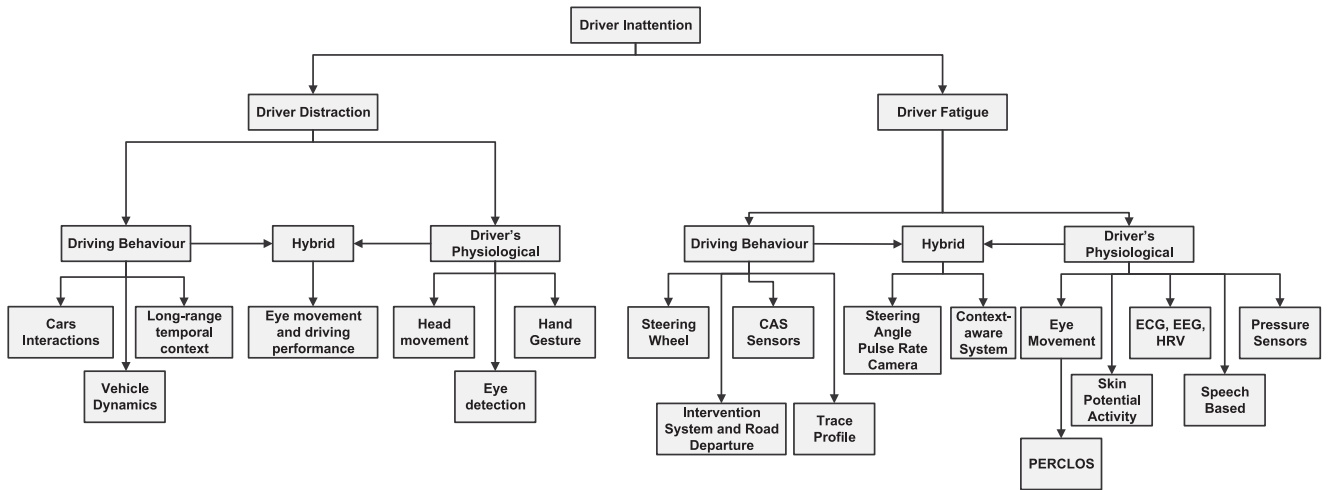 Driver Inattention
Driver Distraction
Driver Fatigue
Driving Behaviour
Hybrid
Driver's
Physiological
Driving Behaviour
Hybrid
Driver's
Physiological
Cars
Interactions
Long-range
temporal
context
Eye movement
and driving
performance
Head
movement
Hand
Gesture
Steering
Wheel
CAS
Sensors
Steering
Angle
Pulse Rate
Camera
Context-
aware
System
Eye
Movement
ECG, EEG,
HRV
Pressure
Sensors
Vehicle
Dynamics
Eye
detection
Intervention
System and Road
Departure
Trace
Profile
Skin
Potential
Activity
Speech
Based
PERCLOS